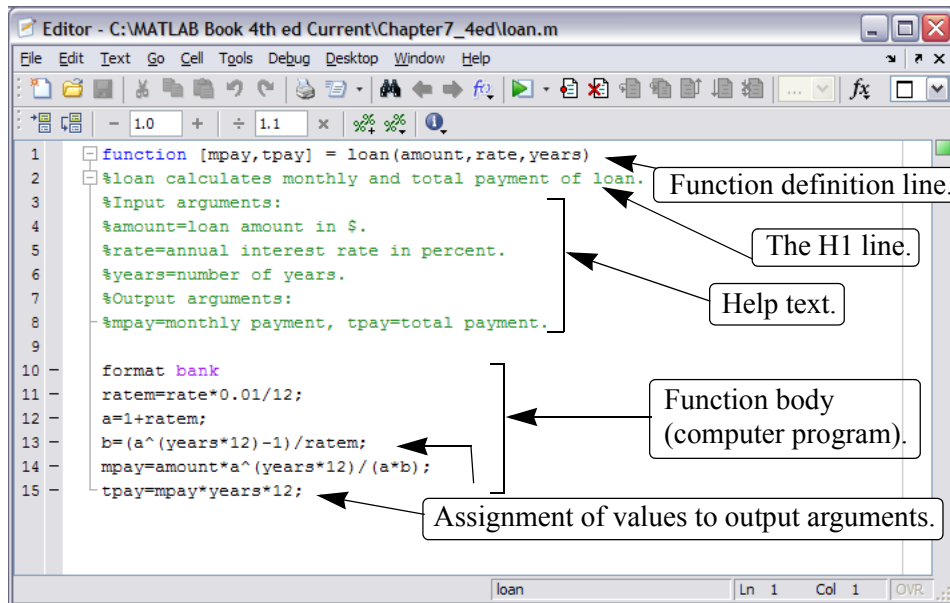 Editor - C:\MATLAB Book 4th ed Current\Chapter7_4ed\loan.m
File Edit Text Go Cell Tools Debug Desktop Window Help
... fx
- 1.0 + ÷ 1.1 ×
1 function [mpay,tpay] = loan(amount,rate,years)
Function definition line.
2 %loan calculates monthly and total payment of loan.
The H1 line.
3 %Input arguments:
4 %amount=loan amount in $.
5 %rate=annual interest rate in percent.
6 %years=number of years.
Help text.
7 %Output arguments:
8 %mpay=monthly payment, tpay=total payment.
9
10 – format bank
11 – ratem=rate*0.01/12;
12 – a=1+ratem;
Function body
(computer program).
13 – b=(a^(years*12)-1)/ratem;
14 – mpay=amount*a^(years*12)/(a*b);
15 – tpay=mpay*years*12;
Assignment of values to output arguments.
loan Ln 1 Col 1 OVR